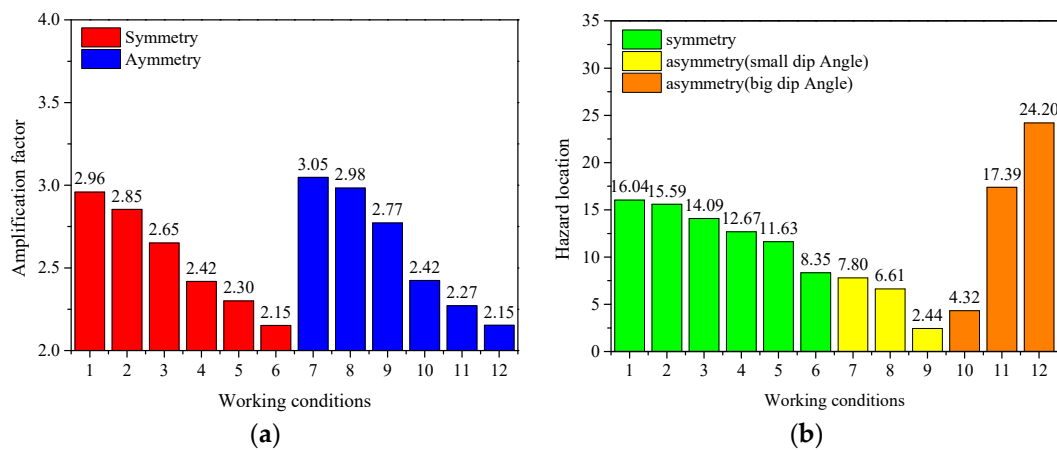 4.0
3.5
3.0
2.5
2.0
Amplification factor
Symmetry
Aymmetry
2.96
2.85
2.65
2.42
2.30
2.15
3.05
2.98
2.77
2.42
2.27
2.15
1 2 3 4 5 6 7 8 9 10 11 12
Working conditions
(a)
35
30
25
20
15
10
5
0
Hazard location
symmetry
asymmetry(small dip Angle)
asymmetry(big dip Angle)
16.04
15.59
14.09
12.67
11.63
8.35
7.80
6.61
2.44
4.32
17.39
24.20
1 2 3 4 5 6 7 8 9 10 11 12
Working conditions
(b)